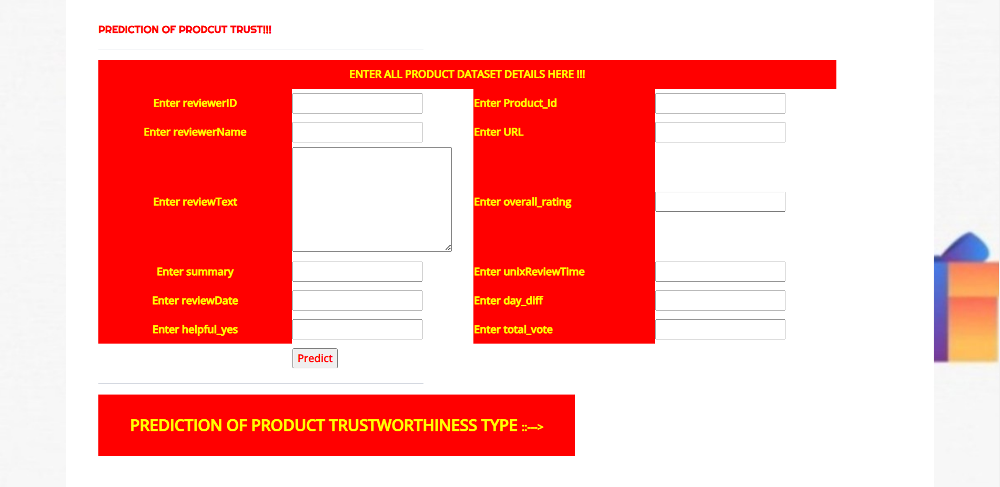 PREDICTION OF PRODCUT TRUST!!!
ENTER ALL PRODUCT DATASET DETAILS HERE !!!
Enter reviewerID Enter Product_Id
Enter reviewerName Enter URL
Enter reviewText Enter overall_rating
Enter summary Enter unixReviewTime
Enter reviewDate Enter day_diff
Enter helpful_yes Enter total_vote
Predict
PREDICTION OF PRODUCT TRUSTWORTHINESS TYPE ::--->